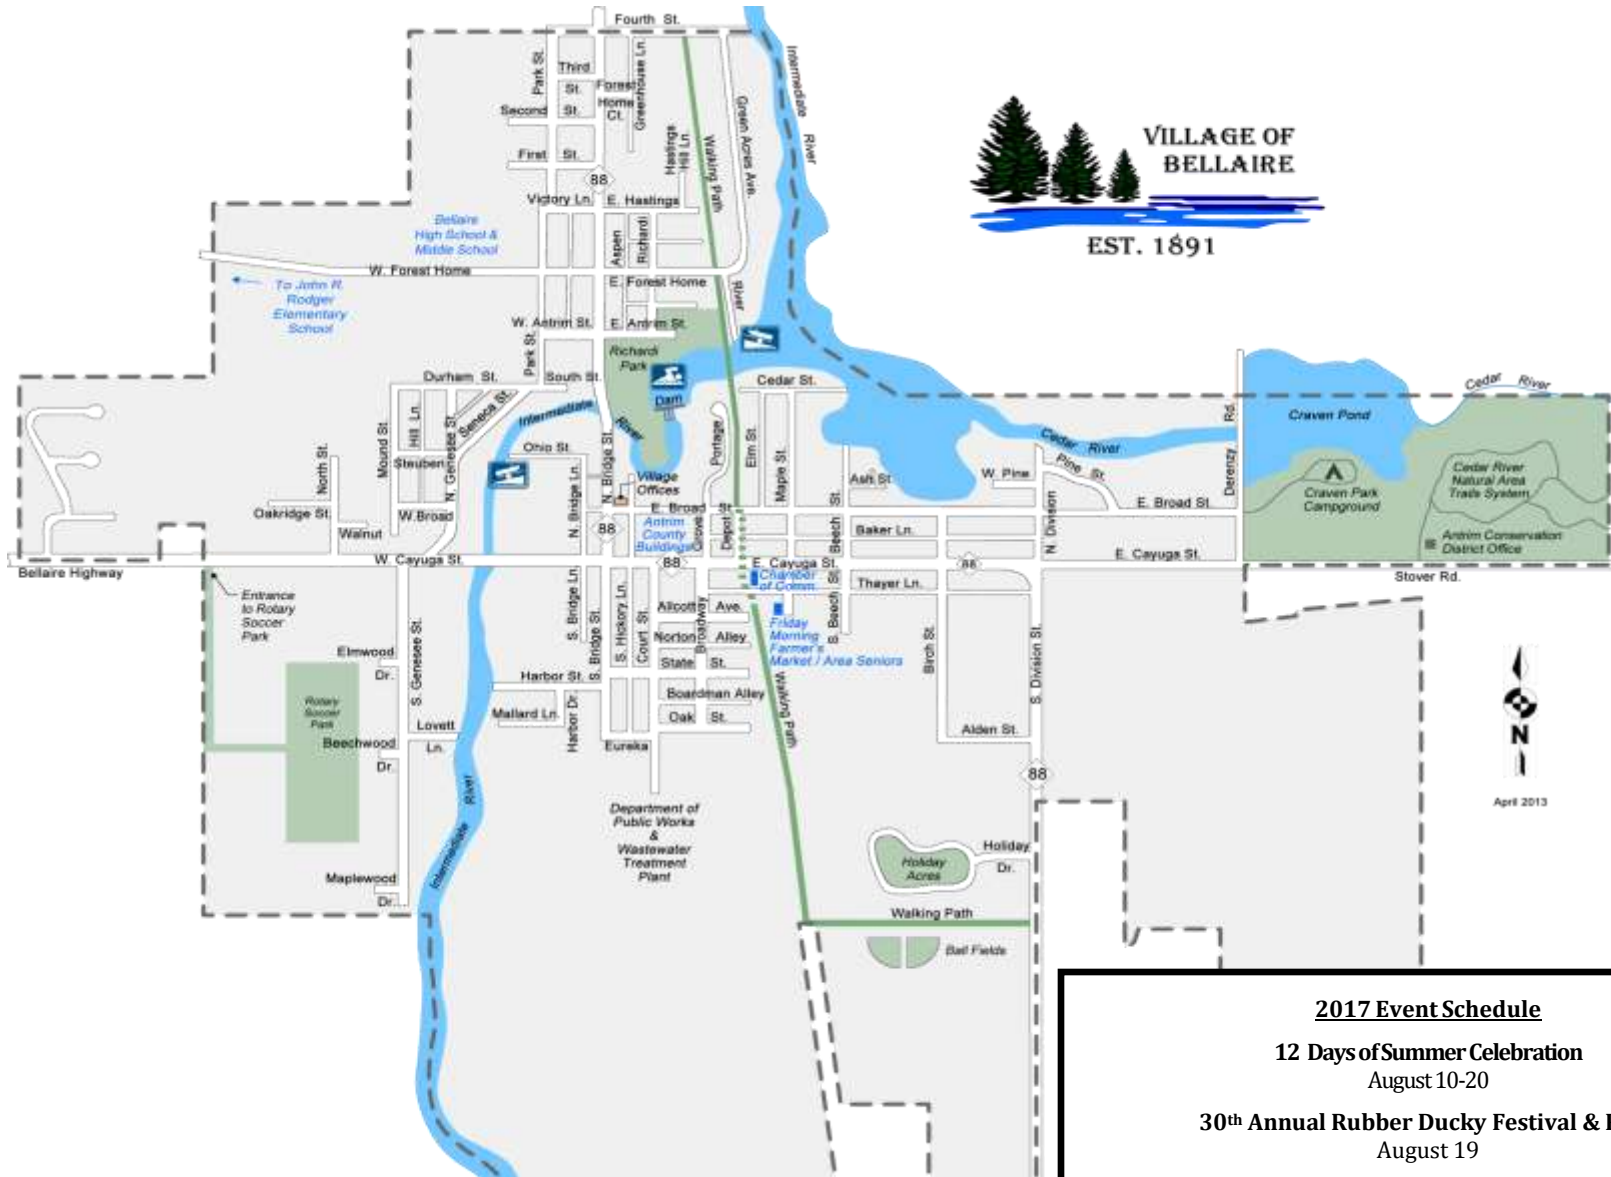 Fourth St.
Park St.
Third
St.
Forest
Home
Ct.
Greenhouse Ln.
Second St.
First St.
88
Hastings
Hill Ln.
Walking Path
Green Acres Ave.
Intermediate River
VILLAGE OF
BELLAIRE
EST. 1891
Victory Ln.
E. Hastings
Bellaire
High School &
Middle School
Aspen
Richardi
W. Forest Home
E. Forest Home
River
To John R.
Rodger
Elementary
School
W. Antrim St.
E. Antrim St.
Park St.
Richardi
Park
Durham St.
South St.
Dam
Cedar St.
Cedar River
Craven Pond
Mound St.
Hill Ln.
N. Genesee St.
Seneca St.
Intermediate
River
Ohio St.
Steuben
N. Bridge St.
Portage
Elm St.
Maple St.
Cedar River
Derenzy Rd.
Ash St
W. Pine
Pine St
North St.
Village
Offices
Craven Park
Campground
Cedar River
Natural Area
Trails System
Oakridge St.
Walnut
W.Broad
N. Bridge Ln.
E. Broad St
E. Broad St.
88
Antrim
County
Buildings
Grove
Depot
Beech St.
Baker Ln.
N. Division
Antrim Conservation
District Office
Bellaire Highway
W. Cayuga St.
88
E. Cayuga St.
88
E. Cayuga St.
Stover Rd.
Chamber
of Comm.
Thayer Ln.
Entrance
to Rotary
Soccer
Park
S. Genesee St.
S. Bridge Ln.
S. Bridge St.
S. Hickory Ln.
Court St.
Allcott Ave.
Broadway
Norton Alley
State St.
Friday
Morning
Farmer's
Market / Area Seniors
S. Beech St.
Birch St.
S. Division St.
Elmwood
Dr.
Harbor St.
Boardman Alley
Walking Path
Rotary
Soccer
Park
Mallard Ln.
Harbor Dr.
Oak St.
Lovett
Ln.
Beechwood
Dr.
Eureka
Alden St.
N
88
April 2013
Intermediate River
Department of
Public Works
&
Wastewater
Treatment
Plant
Holiday
Dr.
Holiday
Acres
Maplewood
Dr.
Walking Path
Ball Fields
2017 Event Schedule
12 Days of Summer Celebration
August 10-20
30th Annual Rubber Ducky Festival &
August 19